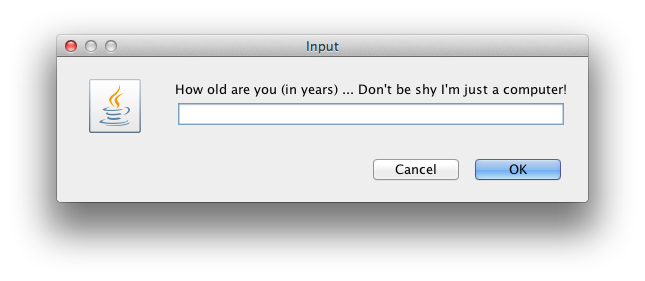 Input
How old are you (in years) ... Don't be shy I'm just a computer!
Cancel OK